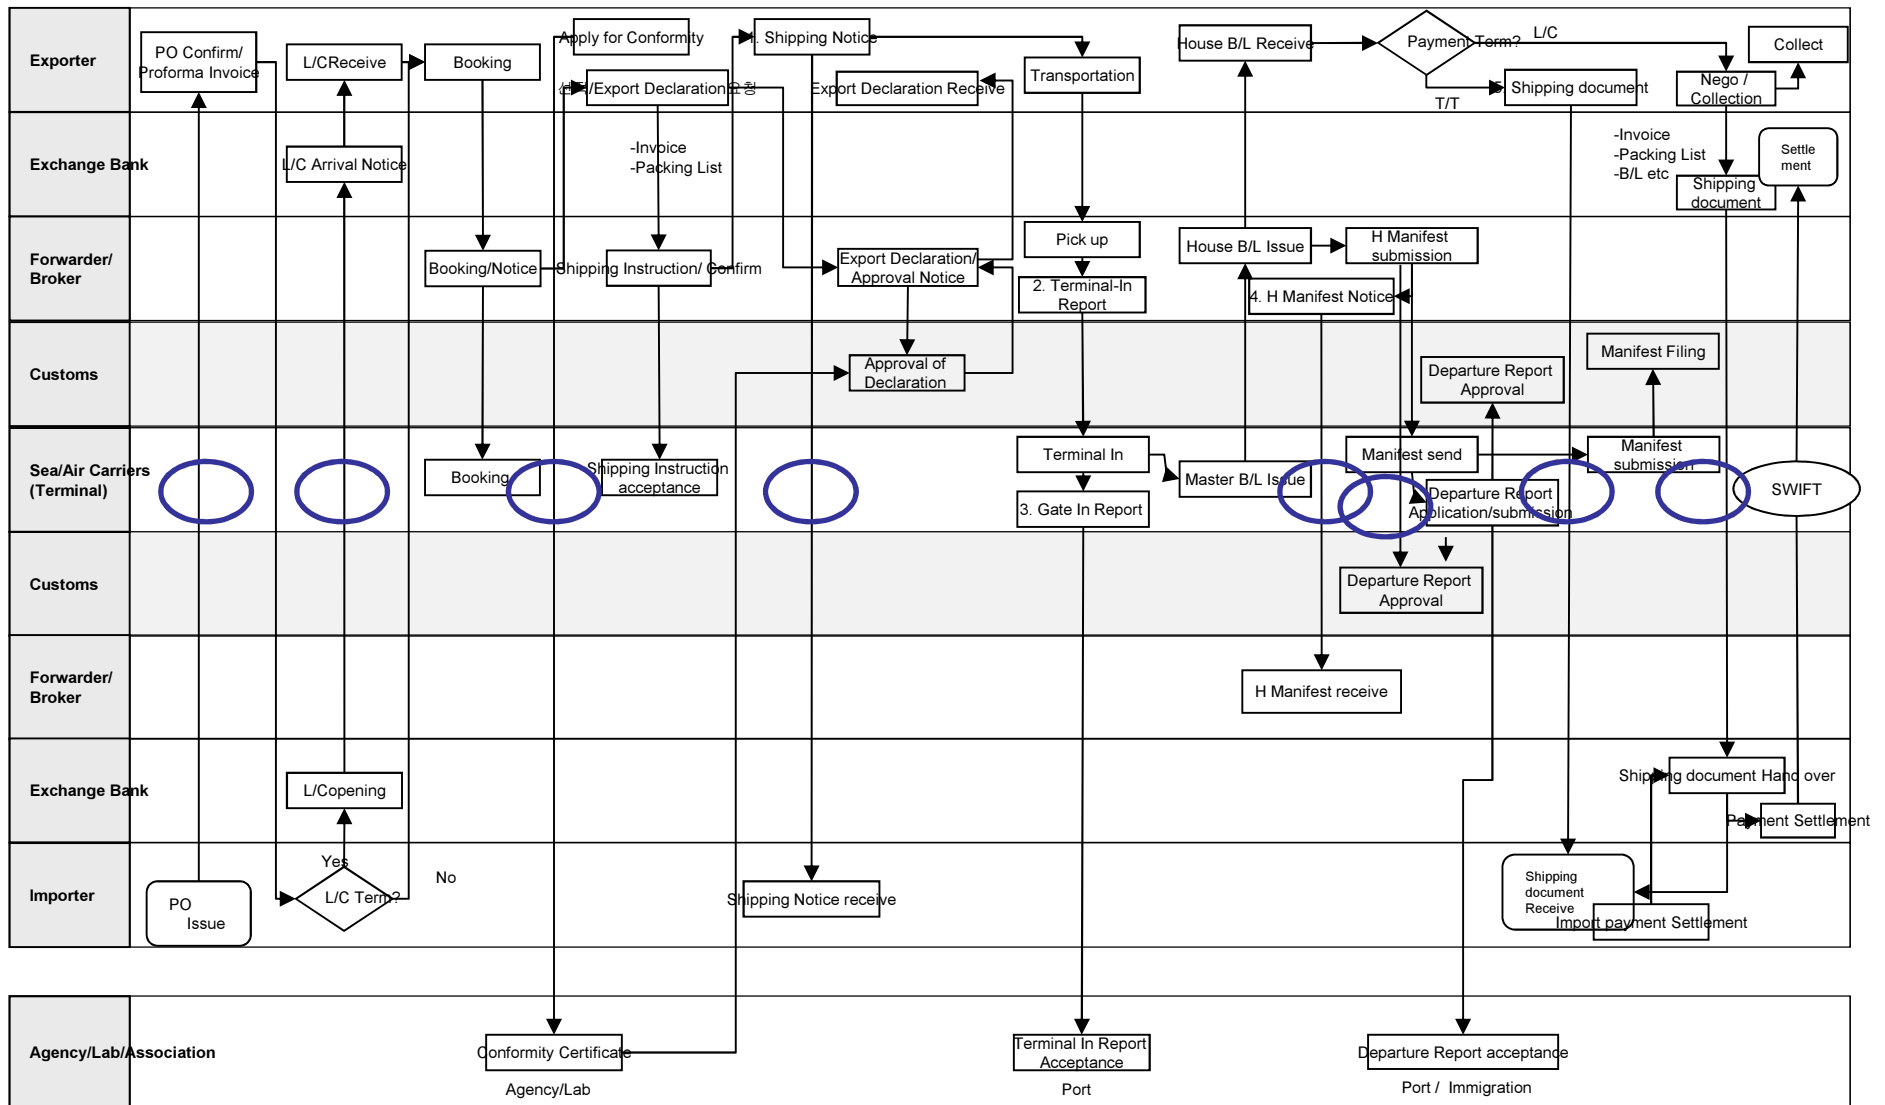 Exporter
PO Confirm/
Proforma Invoice
L/CReceive
Booking
Apply for Conformity
/Export Declaration
1. Shipping Notice
Export Declaration Receive
Transportation
House B/L Receive
Payment Term?
L/C
T/T
5. Shipping document
Nego /
Collection
Collect
Exchange Bank
L/C Arrival Notice
-Invoice
-Packing List
-Invoice
-Packing List
-B/L etc
Shipping
document
Settle
ment
Forwarder/
Broker
Booking/Notice
Shipping Instruction/ Confirm
Export Declaration/
Approval Notice
Pick up
2. Terminal-In
Report
House B/L Issue
H Manifest
submission
4. H Manifest Notice
Customs
Approval of
Declaration
Departure Report
Approval
Manifest Filing
Sea/Air Carriers
(Terminal)
Booking
Shipping Instruction
acceptance
Terminal In
3. Gate In Report
Master B/L Issue
Manifest send
Departure Report
Application/submission
Manifest
submission
SWIFT
Customs
Departure Report
Approval
Forwarder/
Broker
H Manifest receive
Exchange Bank
L/Copening
Shipping document Hand over
Payment Settlement
Importer
PO
Issue
Yes
L/C Term?
No
Shipping Notice receive
Shipping
document
Receive
Import payment Settlement
Agency/Lab/Association
Conformity Certificate
Agency/Lab
Terminal In Report
Acceptance
Port
Departure Report acceptance
Port / Immigration